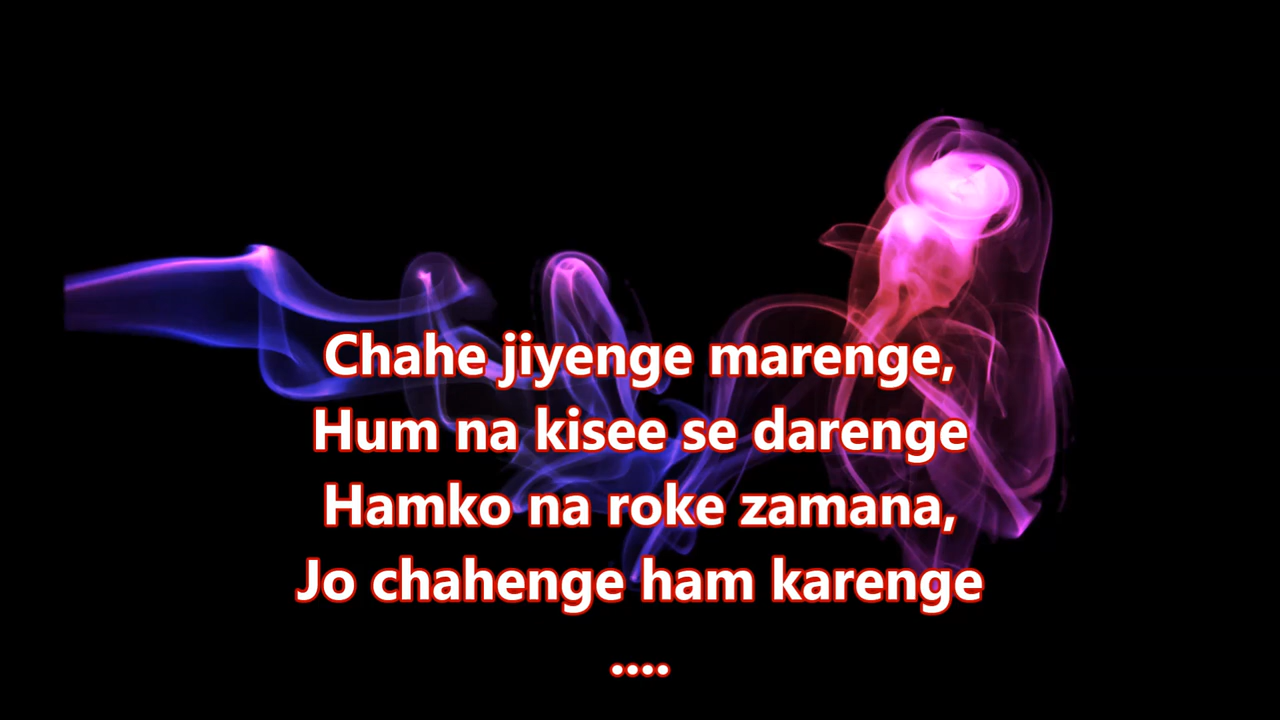 Chahe jiyenge marenge,
Hum na kisee se darenge
Hamko na roke zamana,
Jo chahenge ham karenge
....